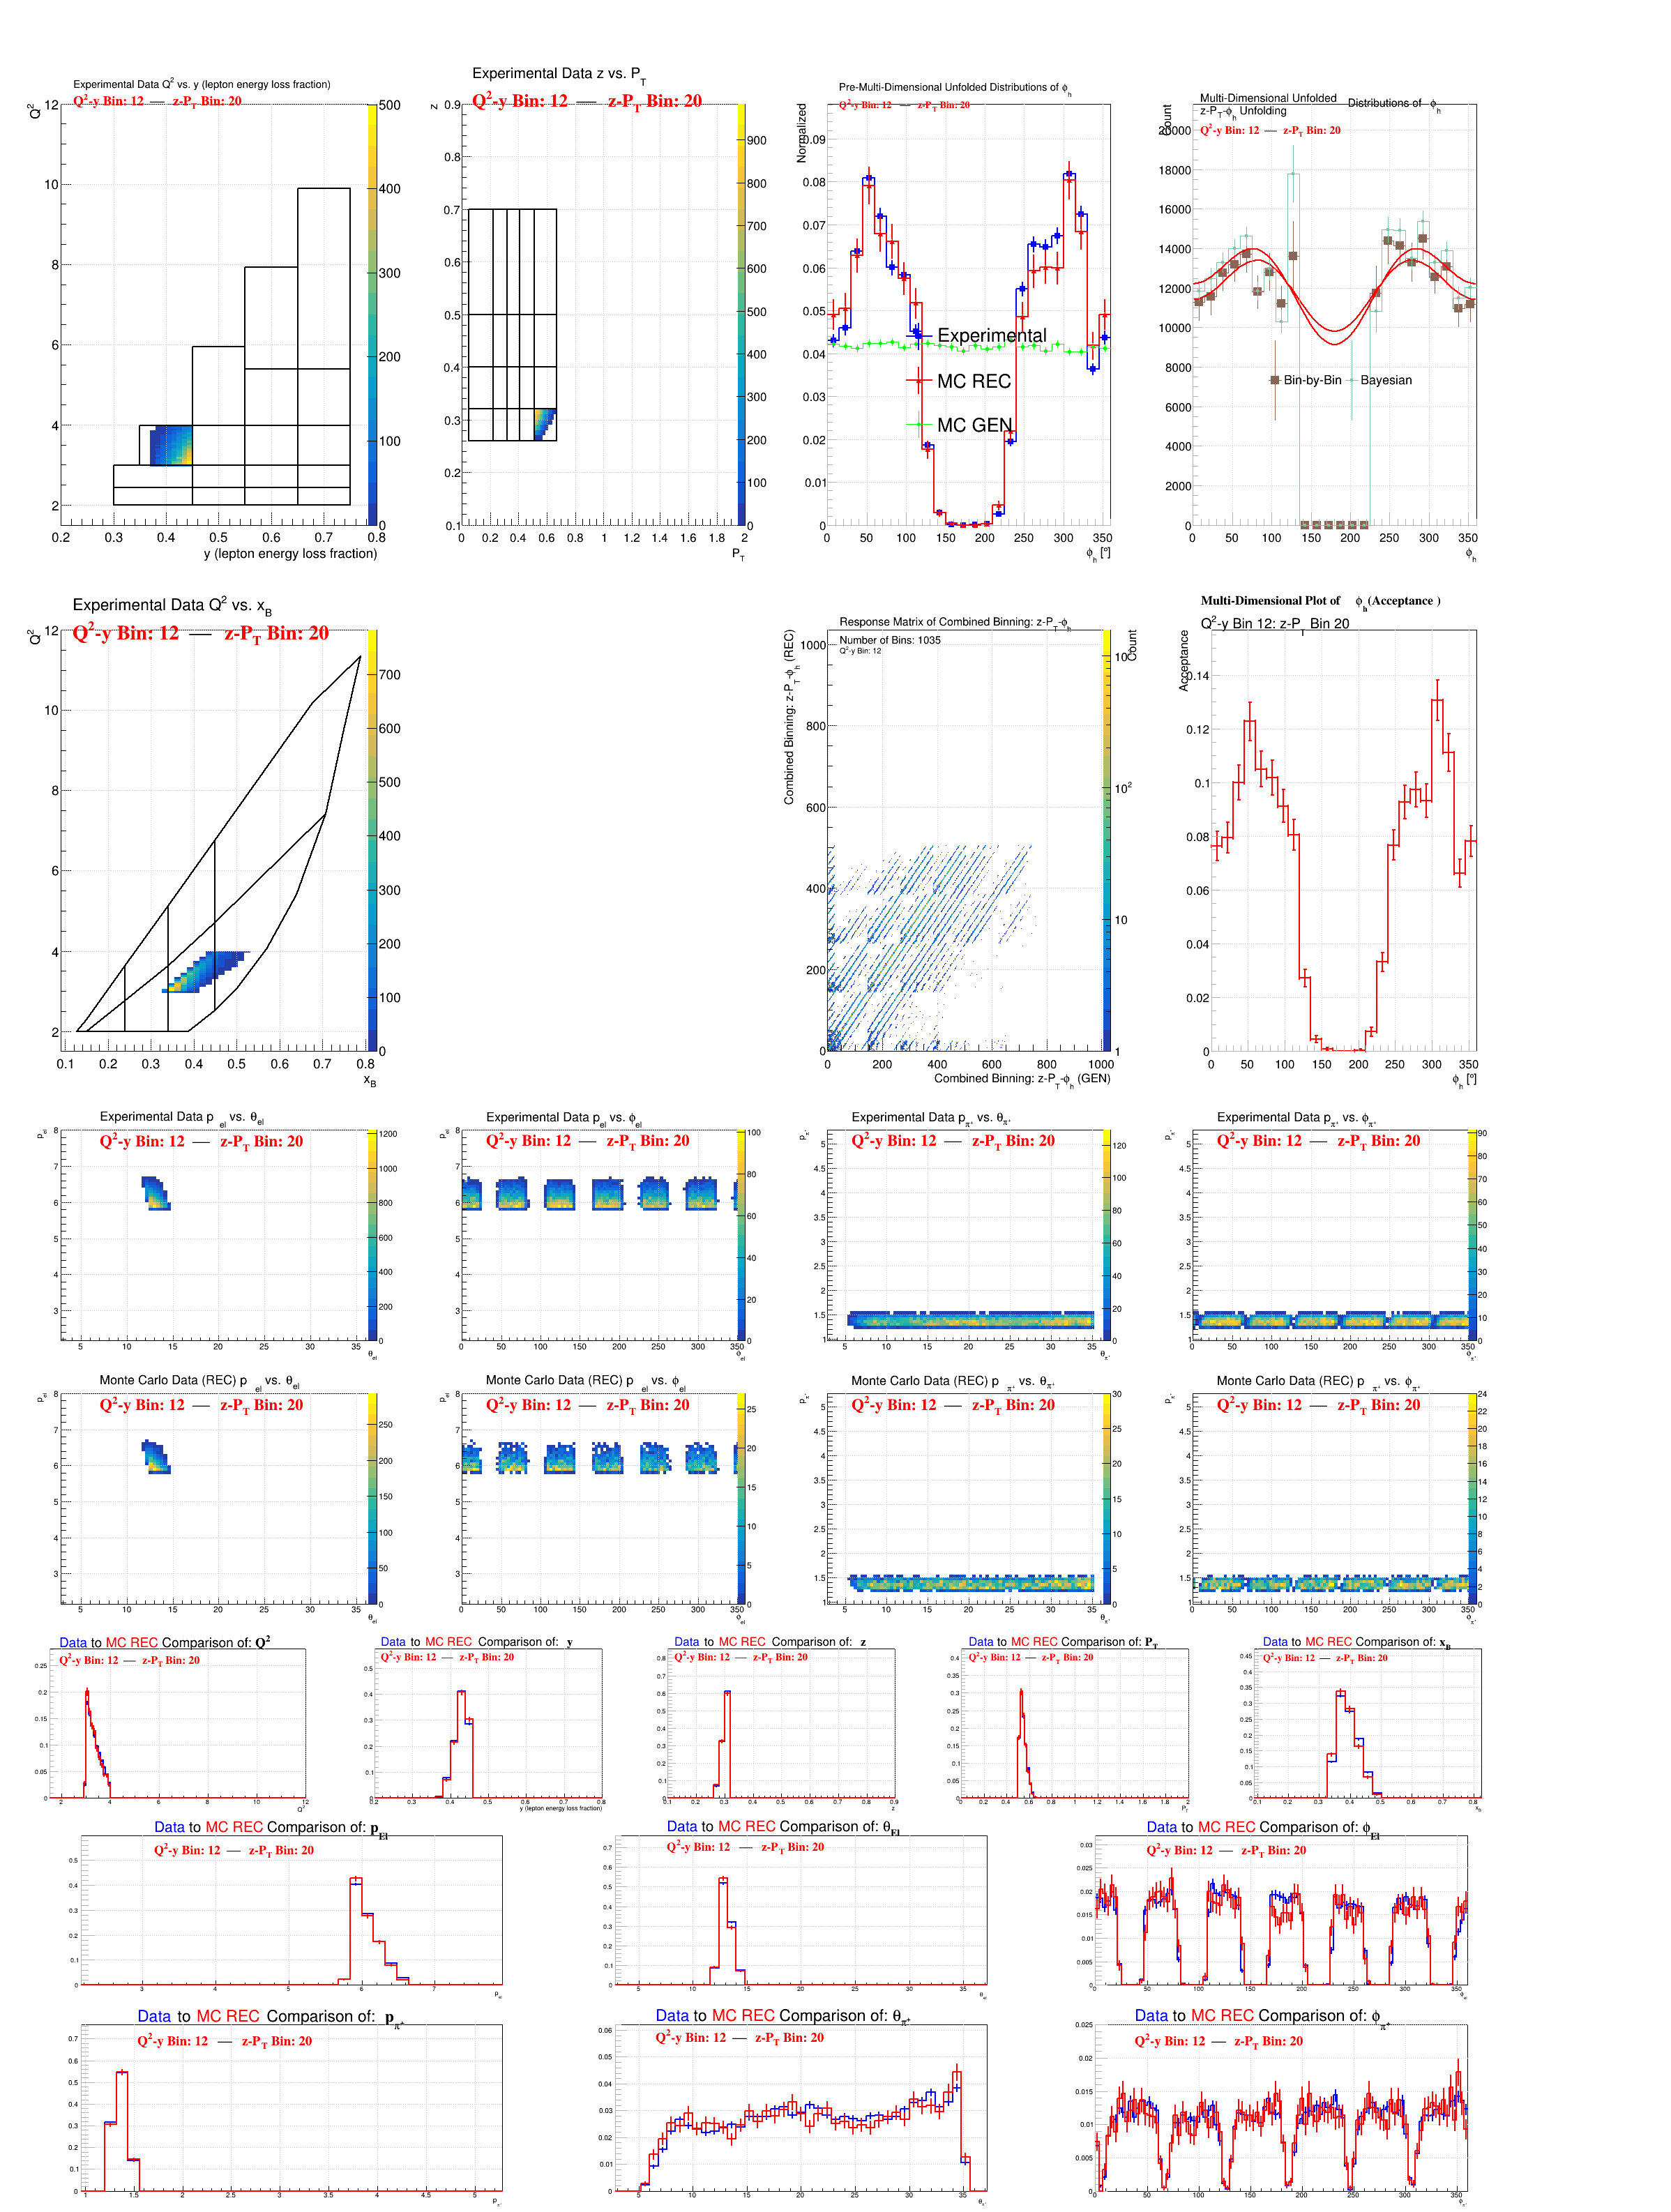 Experimental Data Q² vs. y (lepton energy loss fraction)
Q²-y Bin: 12 — z-P_T Bin: 20
y (lepton energy loss fraction)
Experimental Data z vs. P_T
Q²-y Bin: 12 — z-P_T Bin: 20
P_T
Pre-Multi-Dimensional Unfolded Distributions of ϕ_h
Q²-y Bin: 12 — z-P_T Bin: 20
Normalized
Experimental
MC REC
MC GEN
ϕ_h [°]
Multi-Dimensional Unfolded Distributions of ϕ_h
z-P_T-ϕ_h Unfolding
Q²-y Bin: 12 — z-P_T Bin: 20
Count
Bin-by-Bin Bayesian
ϕ_h
Experimental Data Q² vs. x_B
Q²-y Bin: 12 — z-P_T Bin: 20
Q²
x_B
Response Matrix of Combined Binning: z-P_T-ϕ_h
Number of Bins: 1035
Q²-y Bin: 12
Combined Binning: z-P_T-ϕ_h (REC)
Count
Combined Binning: z-P_T-ϕ_h (GEN)
Multi-Dimensional Plot of ϕ_h (Acceptance )
Q²-y Bin 12: z-P_T Bin 20
Acceptance
ϕ_h [°]
Experimental Data p_el vs. θ_el
Q²-y Bin: 12 — z-P_T Bin: 20
Experimental Data p_el vs. ϕ_el
Q²-y Bin: 12 — z-P_T Bin: 20
Experimental Data p_π⁺ vs. θ_π⁺
Q²-y Bin: 12 — z-P_T Bin: 20
Experimental Data p_π⁺ vs. ϕ_π⁺
Q²-y Bin: 12 — z-P_T Bin: 20
Monte Carlo Data (REC) p_el vs. θ_el
Q²-y Bin: 12 — z-P_T Bin: 20
Monte Carlo Data (REC) p_el vs. ϕ_el
Q²-y Bin: 12 — z-P_T Bin: 20
Monte Carlo Data (REC) p_π⁺ vs. θ_π⁺
Q²-y Bin: 12 — z-P_T Bin: 20
Monte Carlo Data (REC) p_π⁺ vs. ϕ_π⁺
Q²-y Bin: 12 — z-P_T Bin: 20
Data to MC REC Comparison of: Q²
Q²-y Bin: 12 — z-P_T Bin: 20
Data to MC REC Comparison of: y
Q²-y Bin: 12 — z-P_T Bin: 20
y (lepton energy loss fraction)
Data to MC REC Comparison of: z
Q²-y Bin: 12 — z-P_T Bin: 20
Data to MC REC Comparison of: P_T
Q²-y Bin: 12 — z-P_T Bin: 20
Data to MC REC Comparison of: x_B
Q²-y Bin: 12 — z-P_T Bin: 20
Data to MC REC Comparison of: p_El
Q²-y Bin: 12 — z-P_T Bin: 20
Data to MC REC Comparison of: θ_El
Q²-y Bin: 12 — z-P_T Bin: 20
Data to MC REC Comparison of: ϕ_El
Q²-y Bin: 12 — z-P_T Bin: 20
Data to MC REC Comparison of: p_π⁺
Q²-y Bin: 12 — z-P_T Bin: 20
Data to MC REC Comparison of: θ_π⁺
Q²-y Bin: 12 — z-P_T Bin: 20
Data to MC REC Comparison of: ϕ_π⁺
Q²-y Bin: 12 — z-P_T Bin: 20